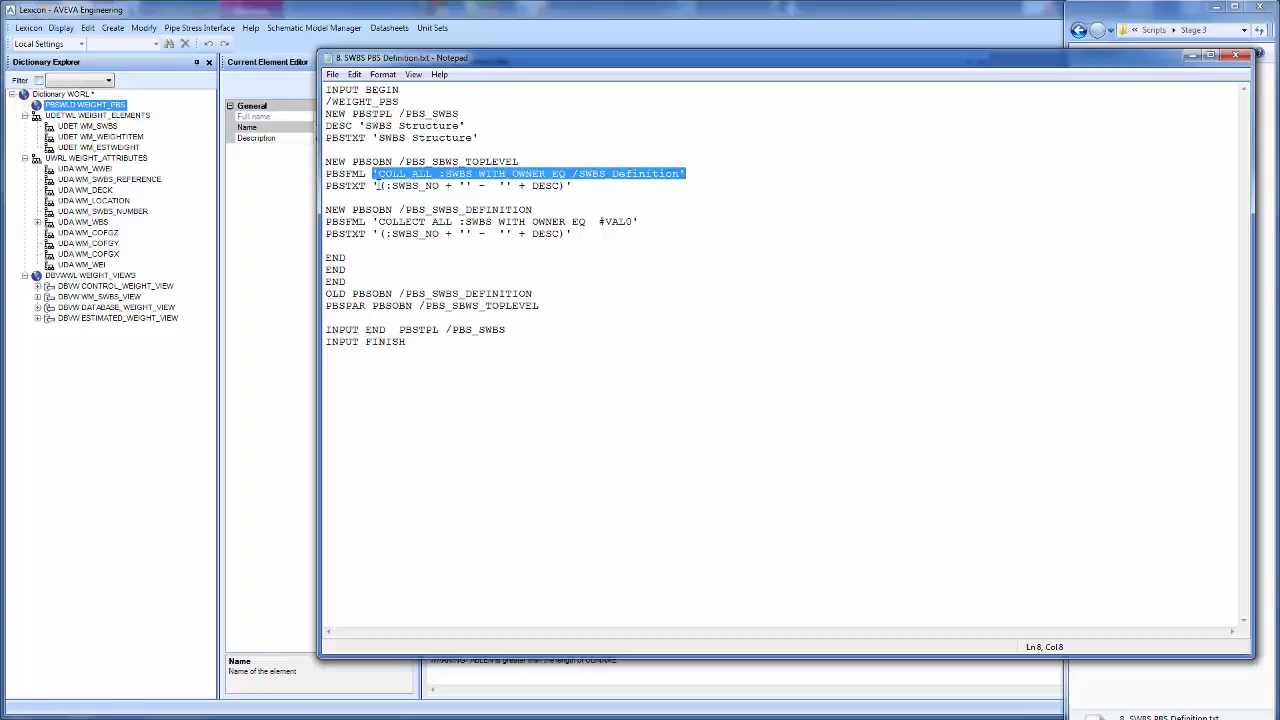 Lexicon - AVEVA Engineering
Lexicon Display Edit Create Modify Pipe Stress Interface Help Schematic Model Manager Datasheets Unit Sets
Local Settings
Dictionary Explorer
Filter
Dictionary WORL *
PBSWLD WEIGHT_PBS
UDETWL WEIGHT_ELEMENTS
UDET WM_SWBS
UDET WM_WEIGHTITEM
UDET WM_ESTWEIGHT
UWRL WEIGHT_ATTRIBUTES
UDA WM_WWEI
UDA WM_SWBS_REFERENCE
UDA WM_DECK
UDA WM_LOCATION
UDA WM_SWBS_NUMBER
UDA WM_WBS
UDA WM_COFGZ
UDA WM_COFGY
UDA WM_COFGX
UDA WM_WEI
DBVWWL WEIGHT_VIEWS
DBVW CONTROL_WEIGHT_VIEW
DBVW WM_SWBS_VIEW
DBVW DATABASE_WEIGHT_VIEW
DBVW ESTIMATED_WEIGHT_VIEW
Current Element Editor
General
Full name
Name
Description
Name
Name of the element
8. SWBS PBS Definition.txt - Notepad
File Edit Format View Help
INPUT BEGIN
/WEIGHT_PBS
NEW PBSTPL /PBS_SWBS
DESC 'SWBS Structure'
PBSTXT 'SWBS Structure'
NEW PBSOBN /PBS_SBWS_TOPLEVEL
PBSFML 'COLL ALL :SWBS WITH OWNER EQ /SWBS_Definition'
PBSTXT '(:SWBS_NO + '' -  '' + DESC)'
NEW PBSOBN /PBS_SWBS_DEFINITION
PBSFML 'COLLECT ALL :SWBS WITH OWNER EQ  #VAL0'
PBSTXT '(:SWBS_NO + '' -  '' + DESC)'
END
END
END
OLD PBSOBN /PBS_SWBS_DEFINITION
PBSPAR PBSOBN /PBS_SBWS_TOPLEVEL
INPUT END  PBSTPL /PBS_SWBS
INPUT FINISH
Ln 8, Col 8
Scripts Stage 3